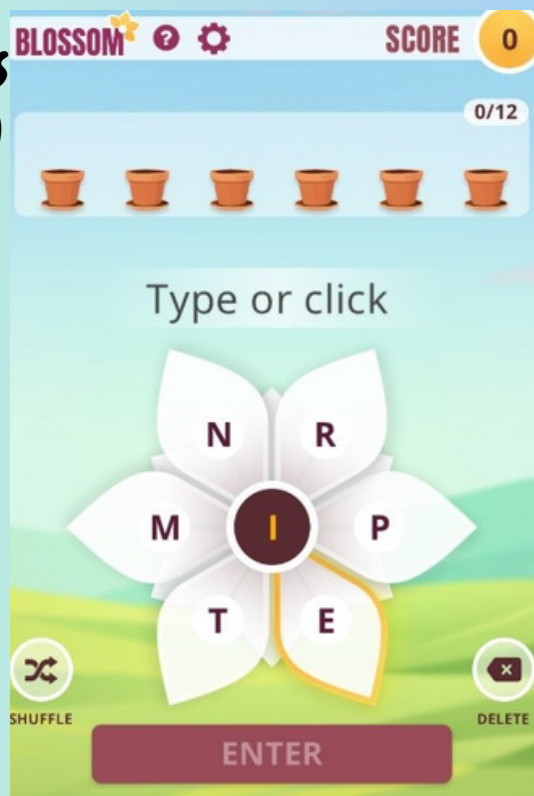 BLOSSOM ? SCORE 0
0/12
Type or click
N R
M I P
T E
SHUFFLE DELETE
ENTER